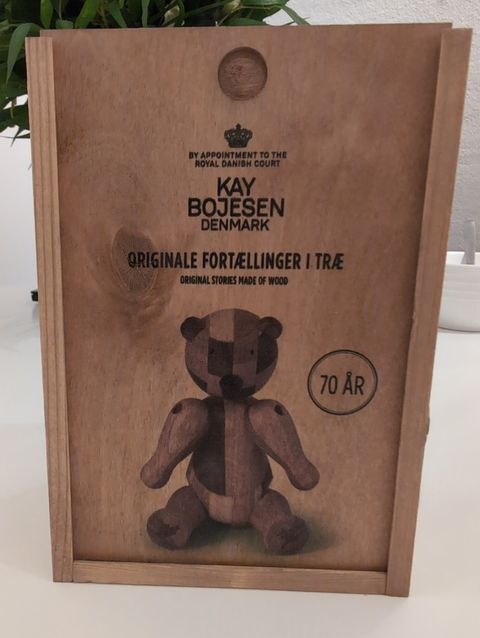 BY APPOINTMENT TO THE
ROYAL DANISH COURT
KAY
BOJESEN
DENMARK
ORIGINALE FORTÆLLINGER I TRÆ
ORIGINAL STORIES MADE OF WOOD
70 ÅR